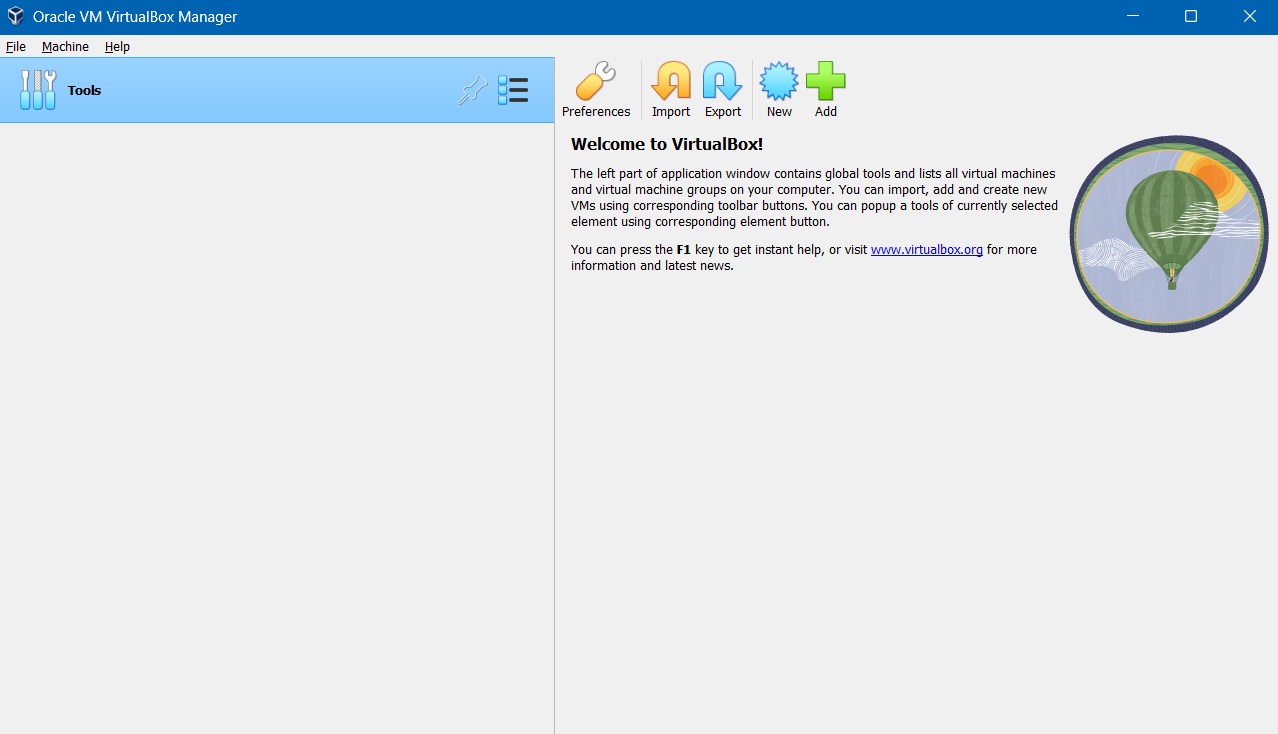 Oracle VM VirtualBox Manager
File Machine Help
Tools
Preferences Import Export New Add
Welcome to VirtualBox!
The left part of application window contains global tools and lists all virtual machines
and virtual machine groups on your computer. You can import, add and create new
VMs using corresponding toolbar buttons. You can popup a tools of currently selected
element using corresponding element button.
You can press the F1 key to get instant help, or visit www.virtualbox.org for more
information and latest news.